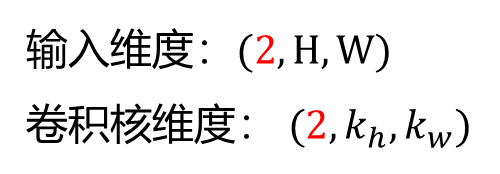 输入维度：(2, H, W)
卷积核维度： (2, k_h, k_w)